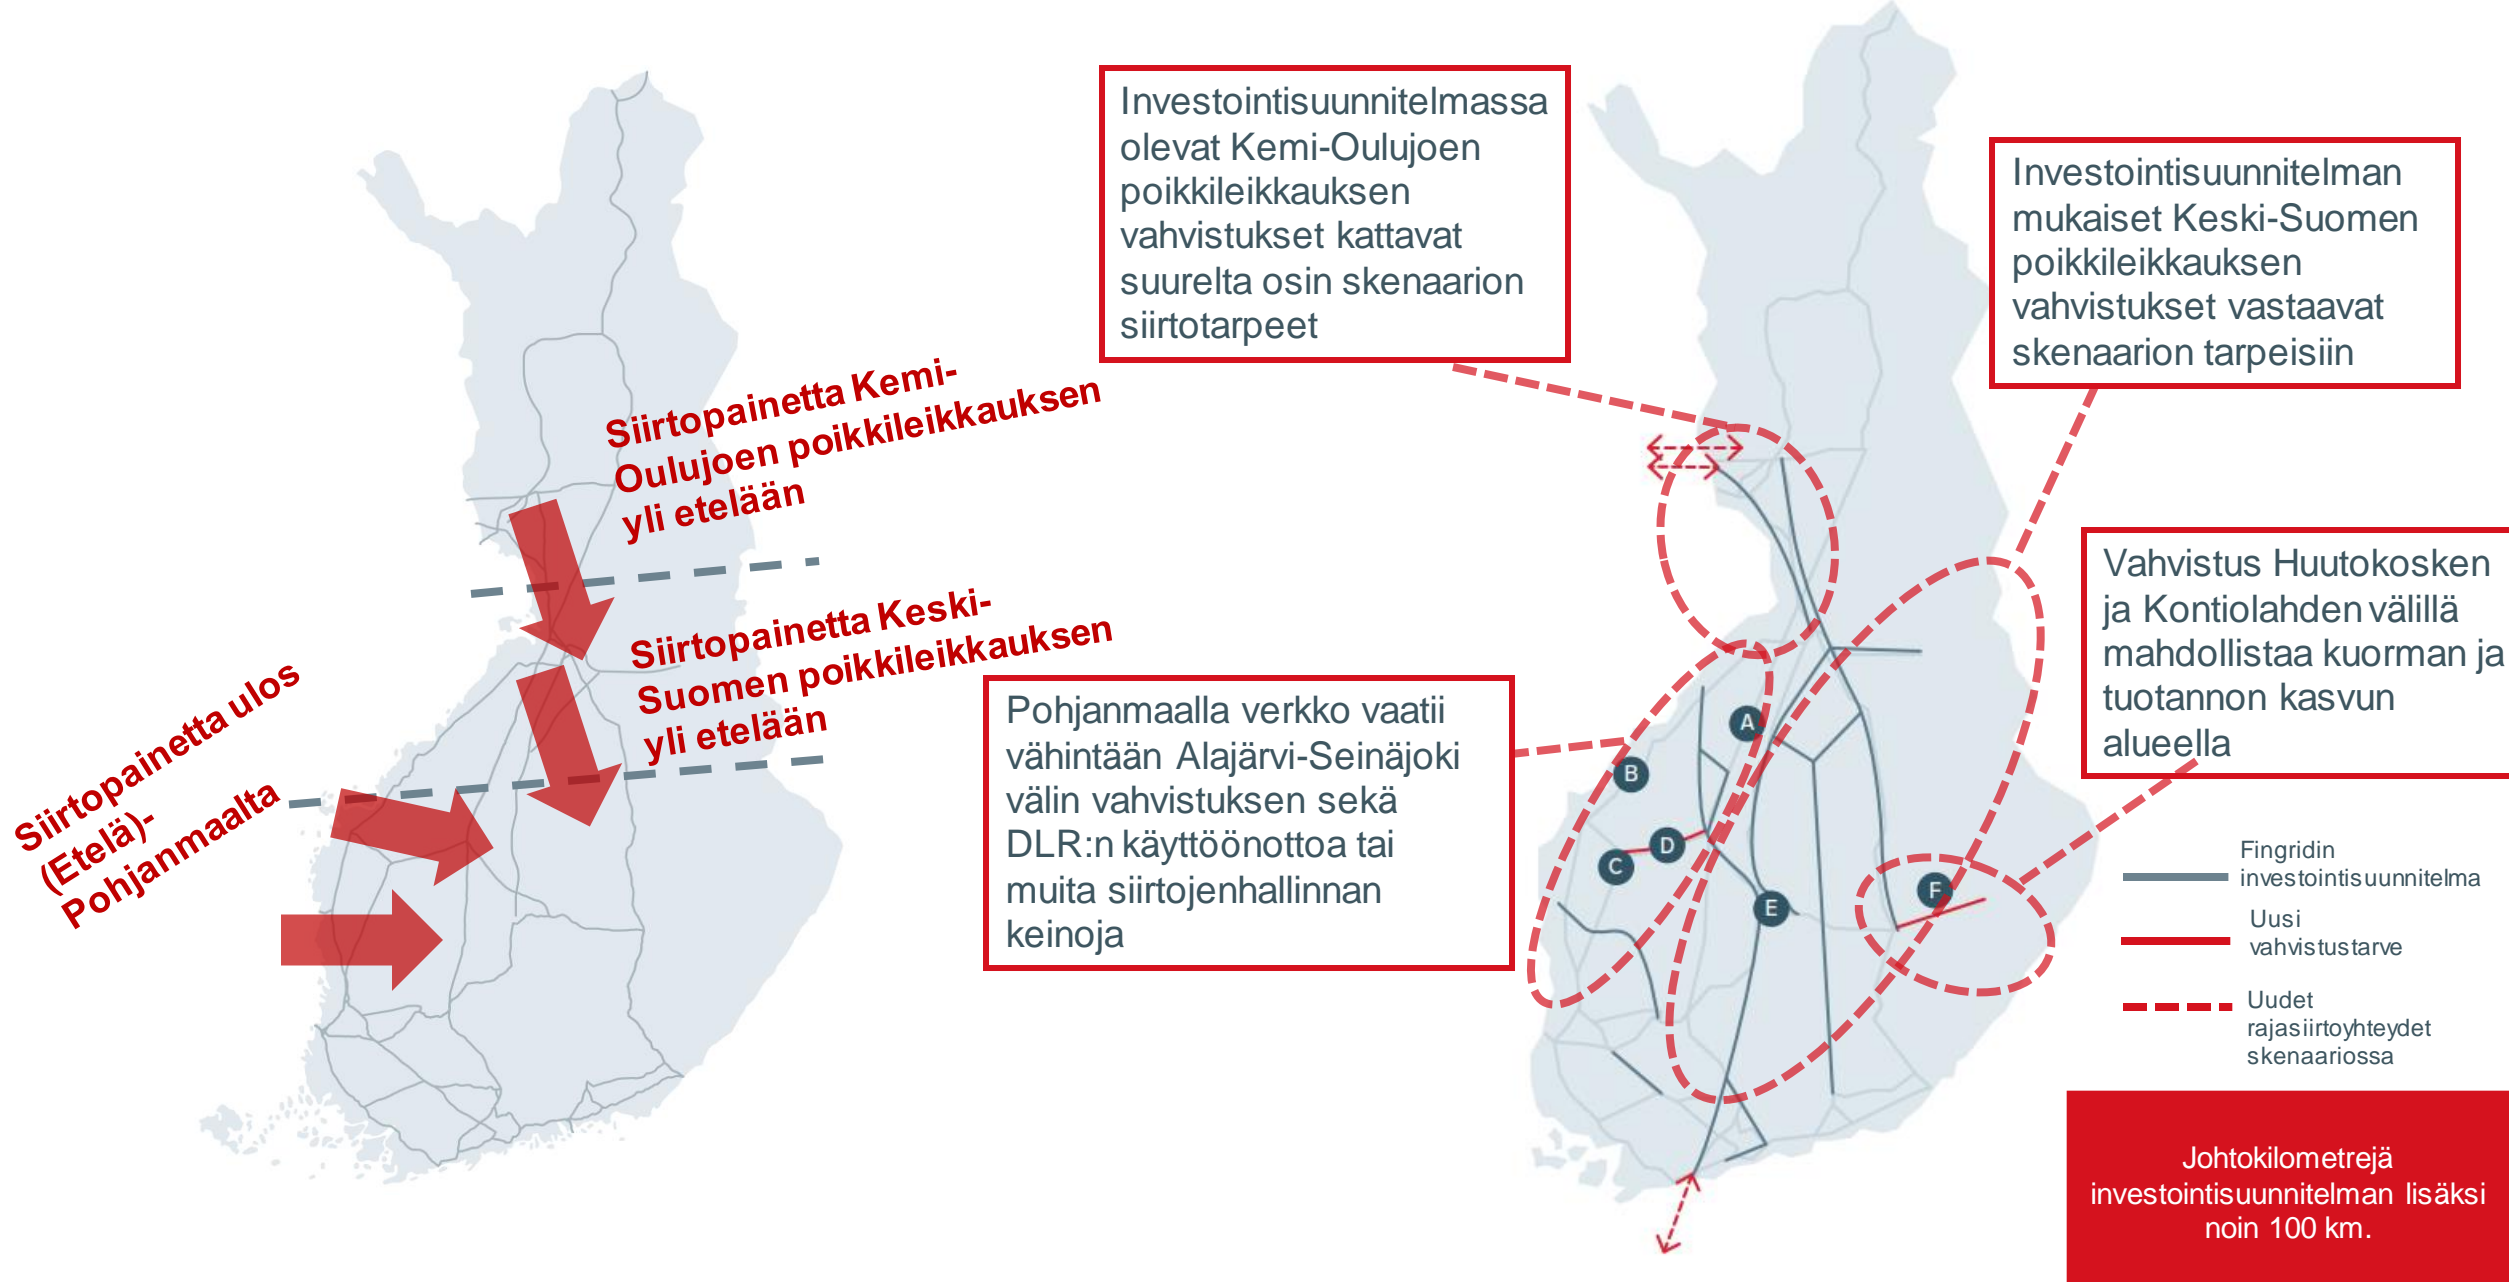 Siirtopainetta Kemi-
Oulujoen poikkileikkauksen
yli etelään
Siirtopainetta Keski-
Suomen poikkileikkauksen
yli etelään
Siirtopainetta ulos
(Etelä)-
Pohjanmaalta
Investointisuunnitelmassa
olevat Kemi-Oulujoen
poikkileikkauksen
vahvistukset kattavat
suurelta osin skenaarion
siirtotarpeet
Investointisuunnitelman
mukaiset Keski-Suomen
poikkileikkauksen
vahvistukset vastaavat
skenaarion tarpeisiin
Vahvistus Huutokosken
ja Kontiolahden välillä
mahdollistaa kuorman ja
tuotannon kasvun
alueella
Pohjanmaalla verkko vaatii
vähintään Alajärvi-Seinäjoki
välin vahvistuksen sekä
DLR:n käyttöönottoa tai
muita siirtojenhallinnan
keinoja
A
B
C
D
E
F
Fingridin
investointisuunnitelma
Uusi
vahvistustarve
Uudet
rajasiirtoyhteydet
skenaariossa
Johtokilometrejä
investointisuunnitelman lisäksi
noin 100 km.